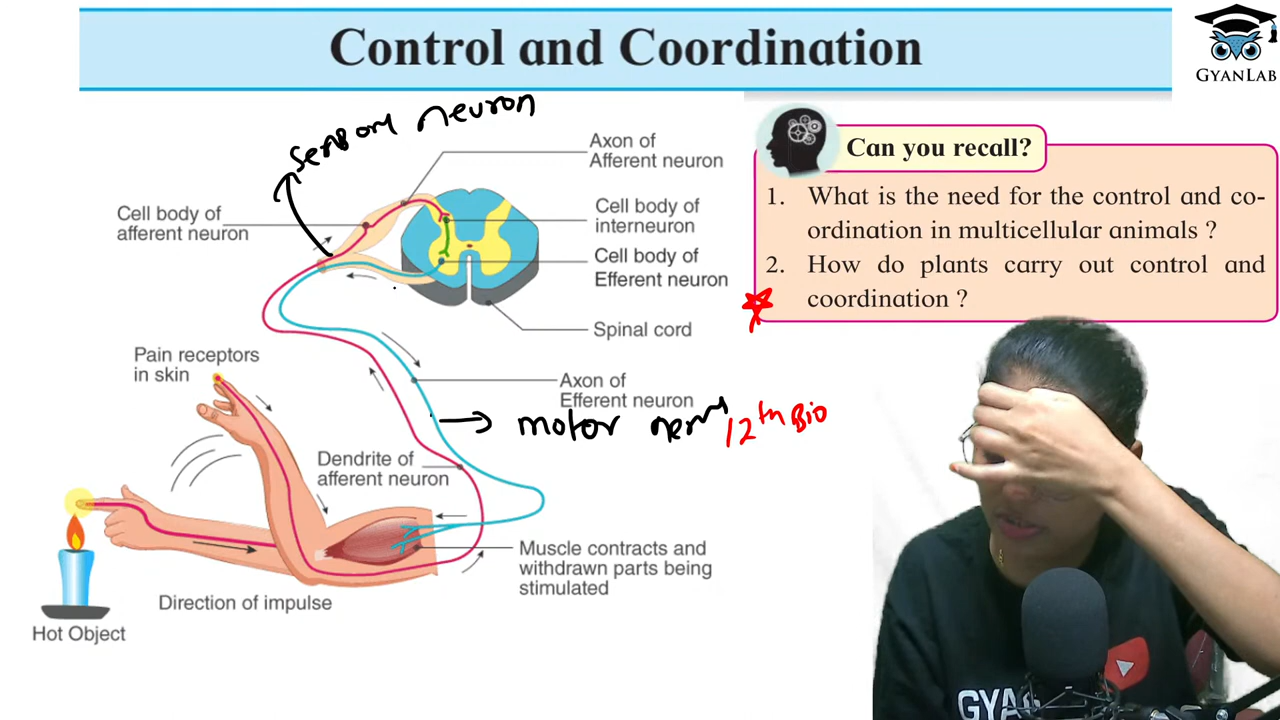 Control and Coordination
GYANLAB
Sensory neuron
Axon of
Afferent neuron
Cell body of
afferent neuron
Cell body of
interneuron
Cell body of
Efferent neuron
Spinal cord
Can you recall?
1. What is the need for the control and co-
ordination in multicellular animals ?
2. How do plants carry out control and
coordination ?
Pain receptors
in skin
Axon of
Efferent neuron
motor
12th Bio
Dendrite of
afferent neuron
Muscle contracts and
withdrawn parts being
stimulated
Direction of impulse
Hot Object
GYA